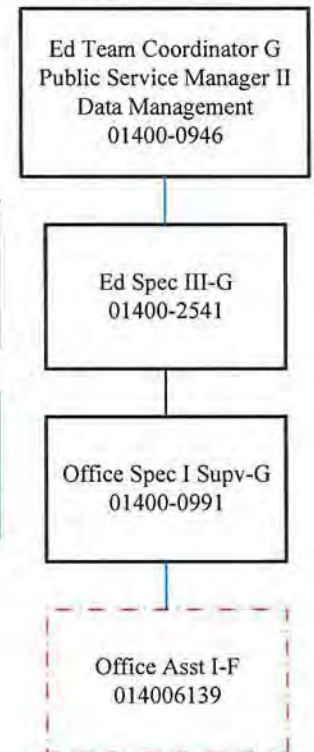 Ed Team Coordinator G
Public Service Manager II
Data Management
01400-0946
Ed Spec III-G
01400-2541
Office Spec I Supv-G
01400-0991
Office Asst I-F
014006139